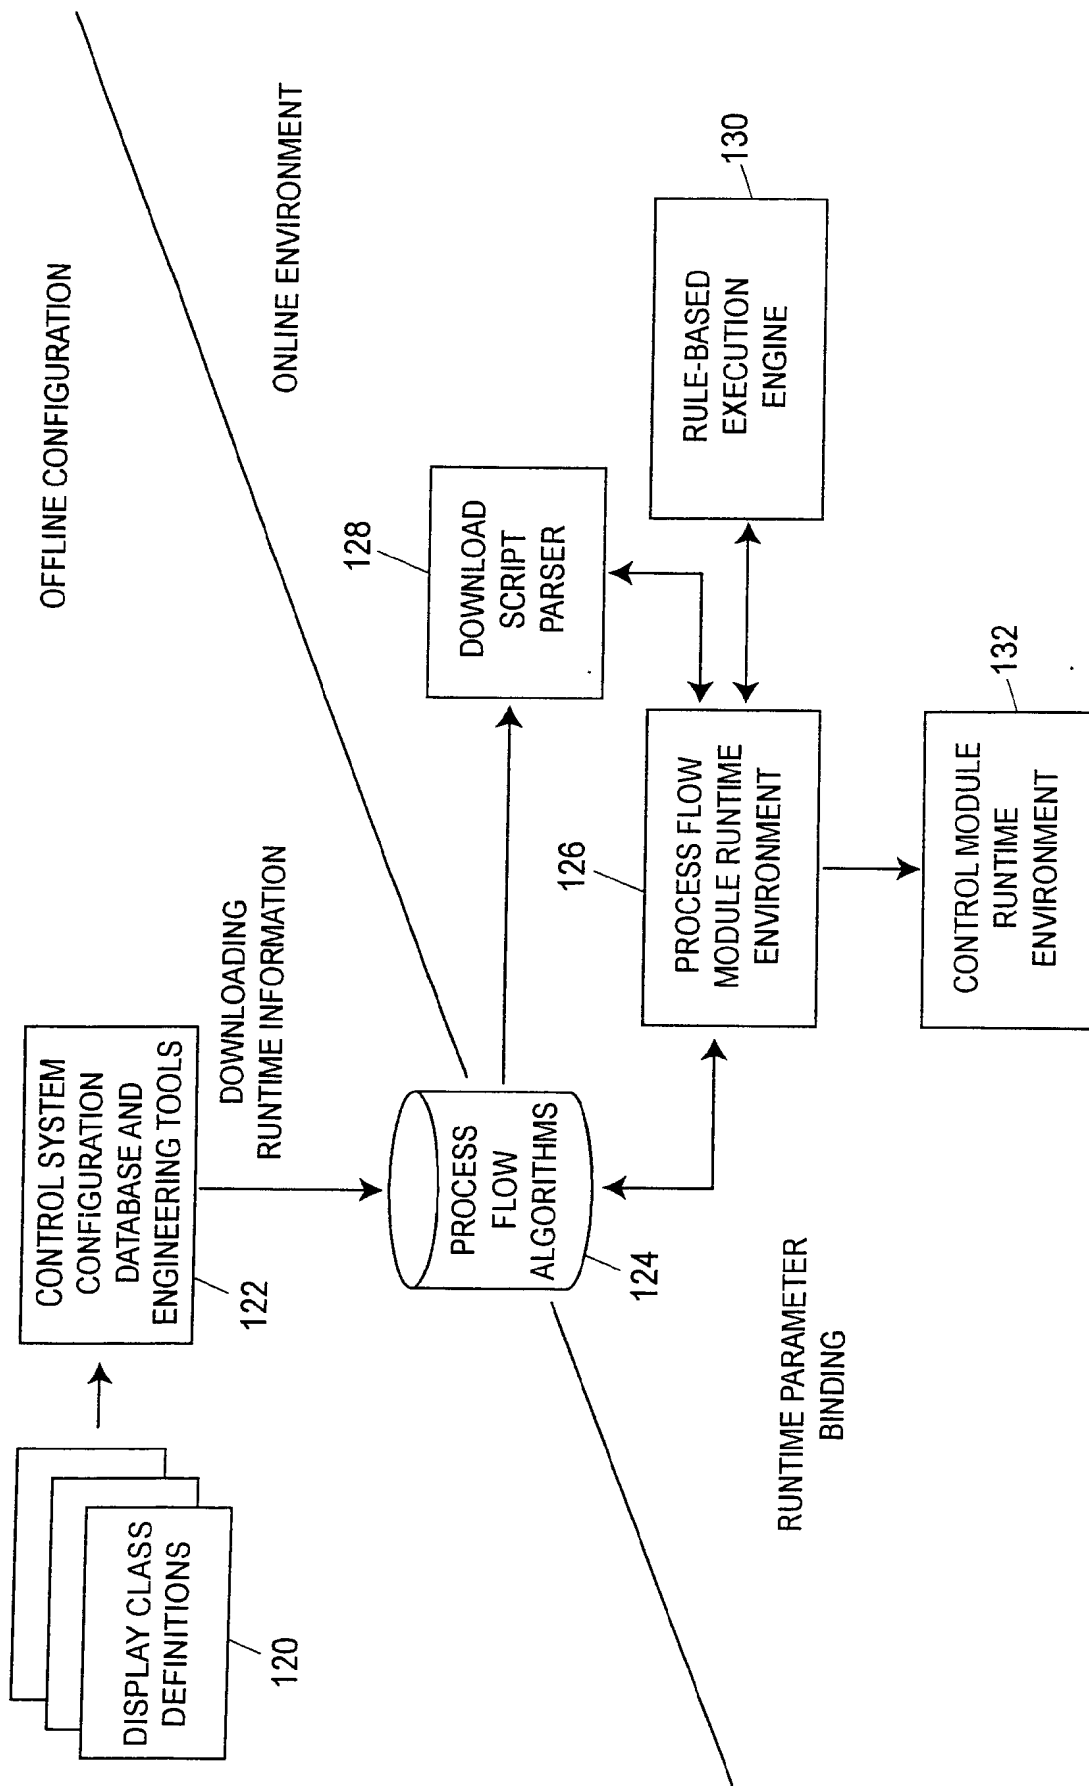 OFFLINE CONFIGURATION
ONLINE ENVIRONMENT
DISPLAY CLASS
DEFINITIONS
120
CONTROL SYSTEM
CONFIGURATION
DATABASE AND
ENGINEERING TOOLS
122
DOWNLOADING
RUNTIME INFORMATION
PROCESS
FLOW
ALGORITHMS
124
128
DOWNLOAD
SCRIPT
PARSER
126
PROCESS FLOW
MODULE RUNTIME
ENVIRONMENT
130
RULE-BASED
EXECUTION
ENGINE
RUNTIME PARAMETER
BINDING
CONTROL MODULE
RUNTIME
ENVIRONMENT
132